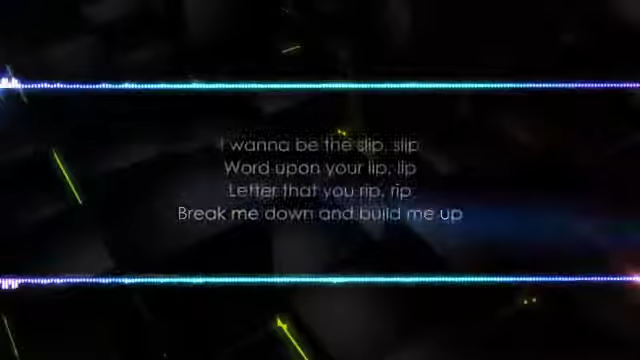 I wanna be the slip, slip
Word upon your lip, lip
Letter that you rip, rip
Break me down and build me up